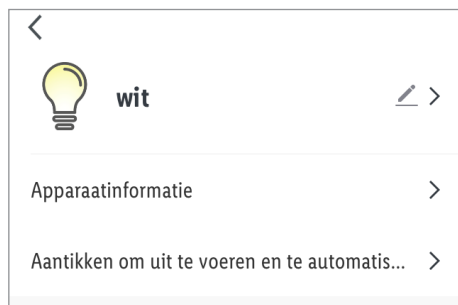 wit
Apparaatinformatie
Aantikken om uit te voeren en te automatis...